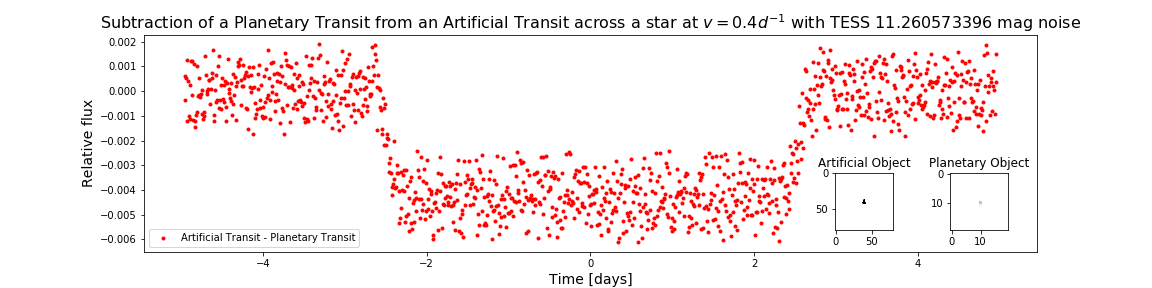 Subtraction of a Planetary Transit from an Artificial Transit across a star at v = 0.4d⁻¹ with TESS 11.260573396 mag noise
Relative flux
0.002
0.001
0.000
−0.001
−0.002
−0.003
−0.004
−0.005
−0.006
Artificial Transit - Planetary Transit
Artificial Object
0
50
0 50
Planetary Object
0
10
0 10
−4 −2 0 2 4
Time [days]